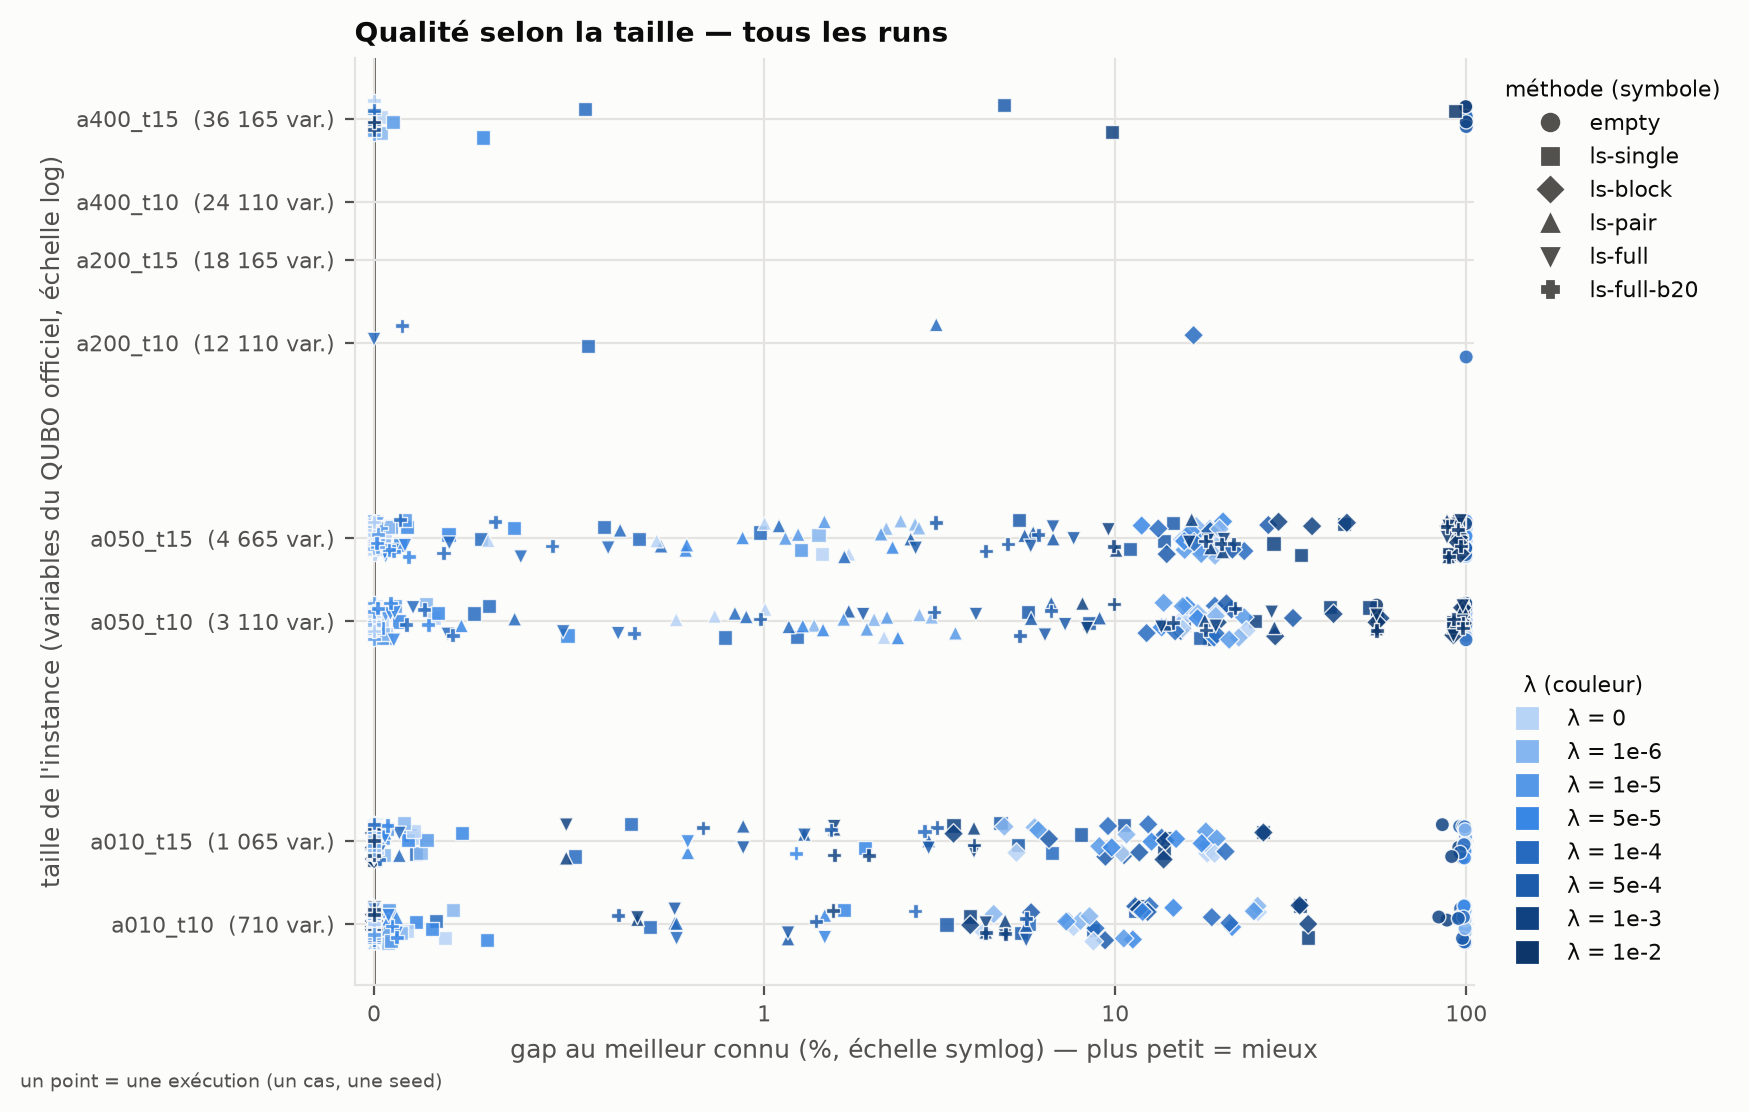 Qualité selon la taille — tous les runs
taille de l'instance (variables du QUBO officiel, échelle log)
a400_t15 (36 165 var.)
a400_t10 (24 110 var.)
a200_t15 (18 165 var.)
a200_t10 (12 110 var.)
a050_t15 (4 665 var.)
a050_t10 (3 110 var.)
a010_t15 (1 065 var.)
a010_t10 (710 var.)
0
1
10
100
gap au meilleur connu (%, échelle symlog) — plus petit = mieux
un point = une exécution (un cas, une seed)
méthode (symbole)
empty
ls-single
ls-block
ls-pair
ls-full
ls-full-b20
λ (couleur)
λ = 0
λ = 1e-6
λ = 1e-5
λ = 5e-5
λ = 1e-4
λ = 5e-4
λ = 1e-3
λ = 1e-2